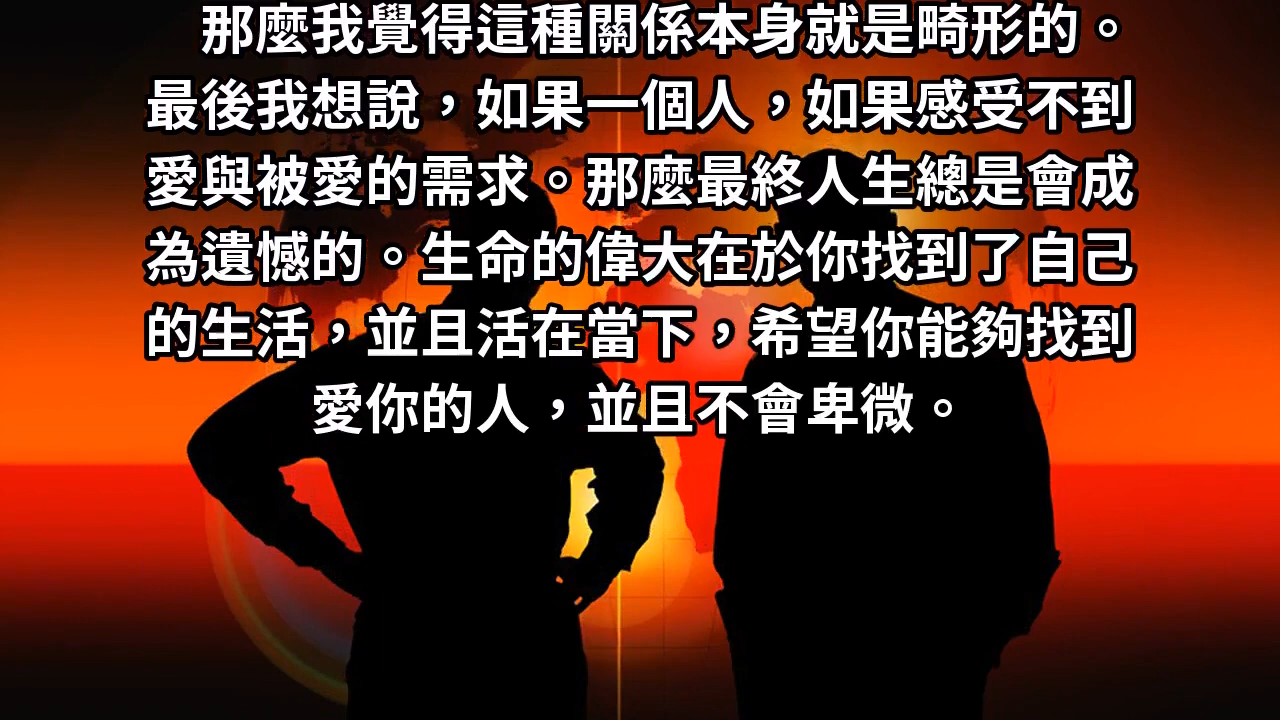 那麼我覺得這種關係本身就是畸形的。
最後我想說，如果一個人，如果感受不到
愛與被愛的需求。那麼最終人生總是會成
為遺憾的。生命的偉大在於你找到了自己
的生活，並且活在當下，希望你能夠找到
愛你的人，並且不會卑微。